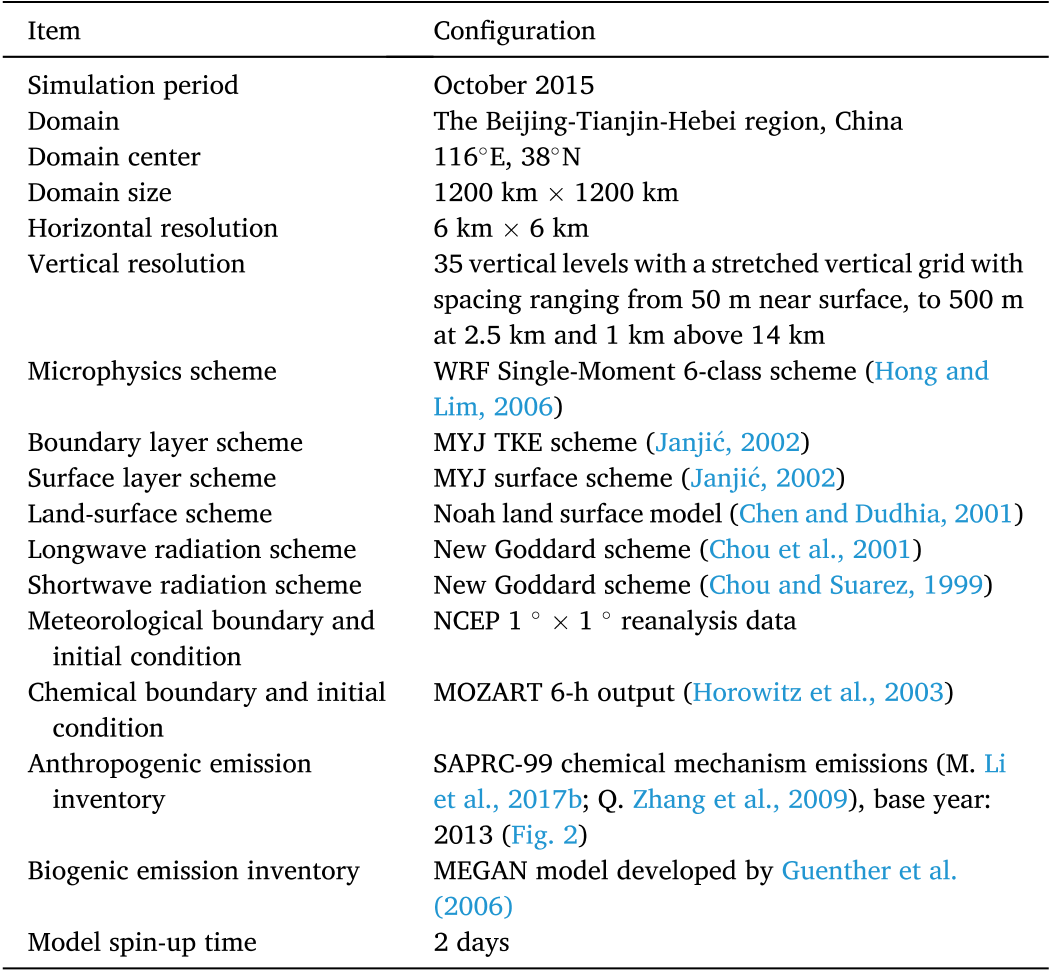 Item Configuration
Simulation period October 2015
Domain The Beijing-Tianjin-Hebei region, China
Domain center 116°E, 38°N
Domain size 1200 km × 1200 km
Horizontal resolution 6 km × 6 km
Vertical resolution 35 vertical levels with a stretched vertical grid with
spacing ranging from 50 m near surface, to 500 m
at 2.5 km and 1 km above 14 km
Microphysics scheme WRF Single-Moment 6-class scheme (Hong and
Lim, 2006)
Boundary layer scheme MYJ TKE scheme (Janjić, 2002)
Surface layer scheme MYJ surface scheme (Janjić, 2002)
Land-surface scheme Noah land surface model (Chen and Dudhia, 2001)
Longwave radiation scheme New Goddard scheme (Chou et al., 2001)
Shortwave radiation scheme New Goddard scheme (Chou and Suarez, 1999)
Meteorological boundary and NCEP 1 ° × 1 ° reanalysis data
initial condition
Chemical boundary and initial MOZART 6-h output (Horowitz et al., 2003)
condition
Anthropogenic emission SAPRC-99 chemical mechanism emissions (M. Li
inventory et al., 2017b; Q. Zhang et al., 2009), base year:
2013 (Fig. 2)
Biogenic emission inventory MEGAN model developed by Guenther et al.
(2006)
Model spin-up time 2 days